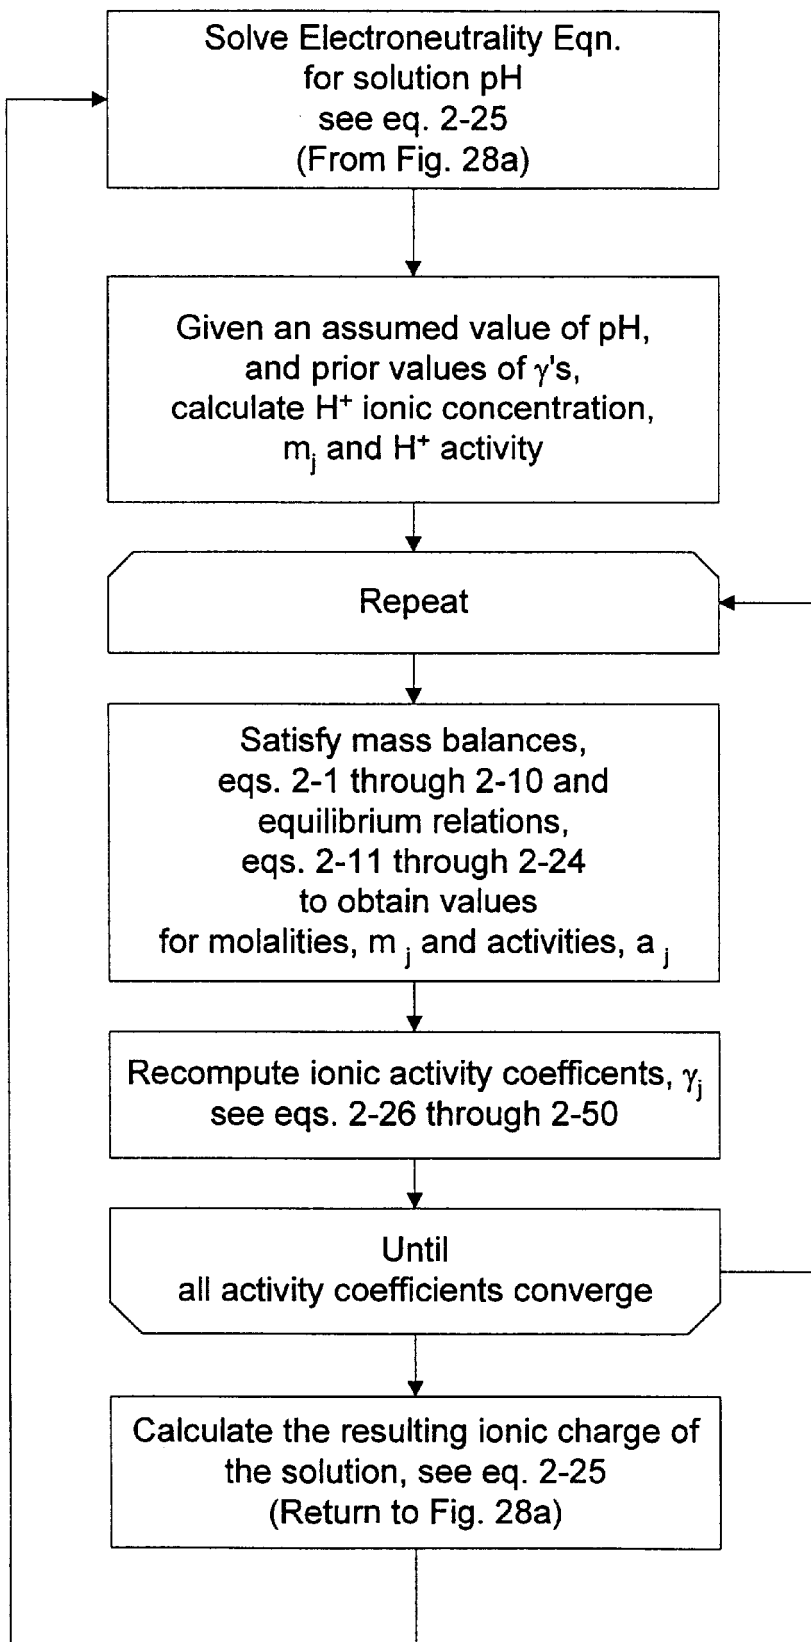 Solve Electroneutrality Eqn.
for solution pH
see eq. 2-25
(From Fig. 28a)
Given an assumed value of pH,
and prior values of γ's,
calculate H⁺ ionic concentration,
mⱼ and H⁺ activity
Repeat
Satisfy mass balances,
eqs. 2-1 through 2-10 and
equilibrium relations,
eqs. 2-11 through 2-24
to obtain values
for molalities, m ⱼ and activities, a ⱼ
Recompute ionic activity coefficents, γⱼ
see eqs. 2-26 through 2-50
Until
all activity coefficients converge
Calculate the resulting ionic charge of
the solution, see eq. 2-25
(Return to Fig. 28a)